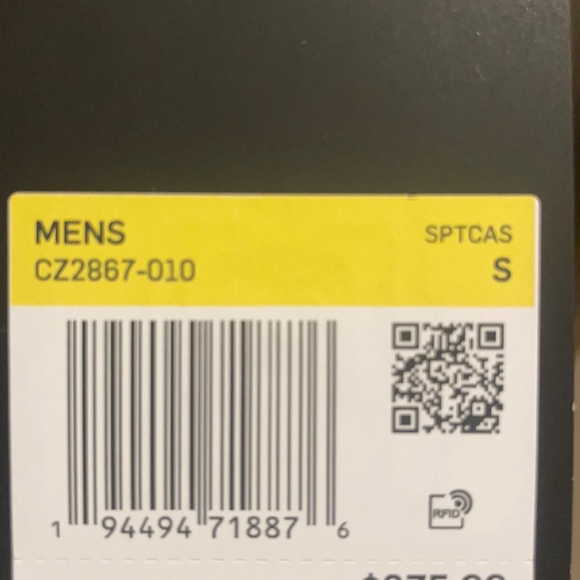 MENS
SPTCAS
CZ2867-010
S
1 94494 71887 6
RFID